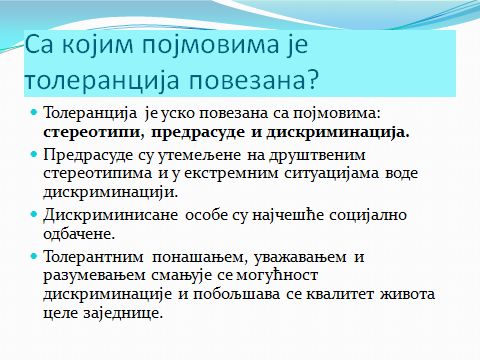 Са којим појмовима је
толеранција повезана?
Толеранција је уско повезана са појмовима:
стереотипи, предрасуде и дискриминација.
Предрасуде су утемељене на друштвеним
стереотипима и у екстремним ситуацијама воде
дискриминацији.
Дискриминисане особе су најчешће социјално
одбачене.
Толерантним понашањем, уважавањем и
разумевањем смањује се могућност
дискриминације и побољшава се квалитет живота
целе заједнице.